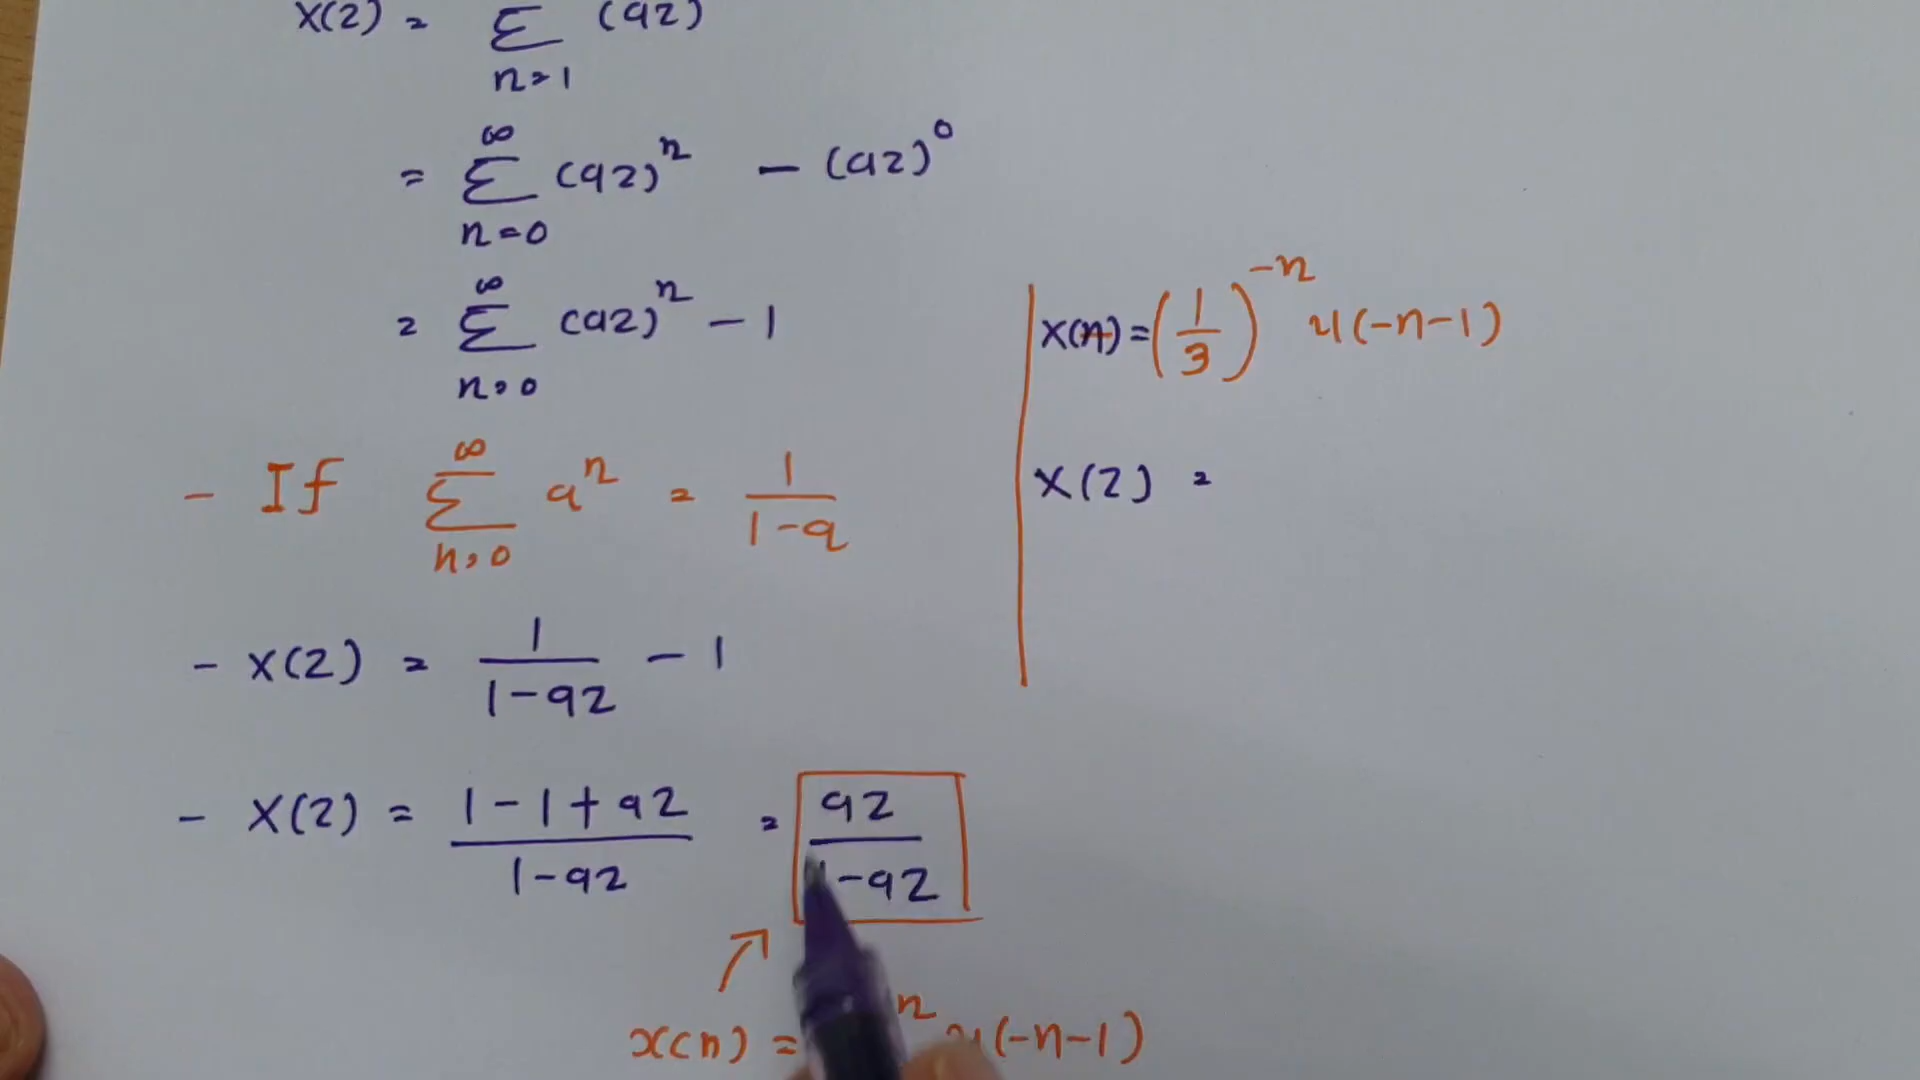 X(z) = Σ (az)
n=1
∞
= Σ (az)^n - (az)^0
n=0
∞
= Σ (az)^n - 1
n=0
- If Σ_{n=0}^{∞} a^n = 1/(1-a)
- X(z) = 1/(1-az) - 1
- X(z) = (1-1+az)/(1-az) = az/(1-az)
x(n) = n u(-n-1)
X(n) = (1/3)^{-n} u(-n-1)
X(z) =